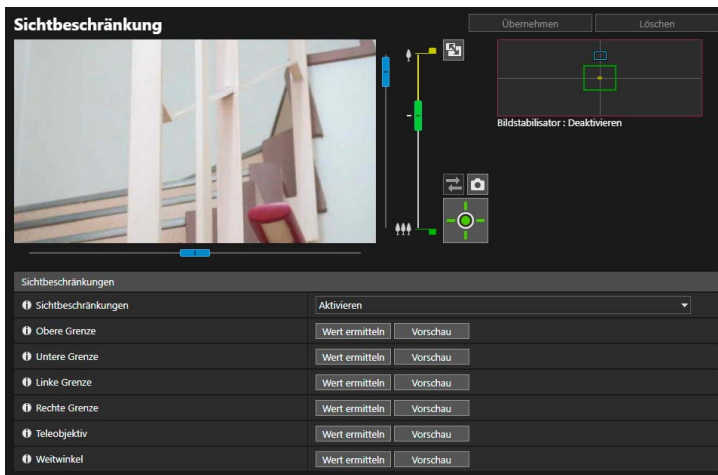 Sichtbeschränkung
Übernehmen
Löschen
Bildstabilisator : Deaktivieren
Sichtbeschränkungen
Sichtbeschränkungen Aktivieren
Obere Grenze Wert ermitteln Vorschau
Untere Grenze Wert ermitteln Vorschau
Linke Grenze Wert ermitteln Vorschau
Rechte Grenze Wert ermitteln Vorschau
Teleobjektiv Wert ermitteln Vorschau
Weitwinkel Wert ermitteln Vorschau